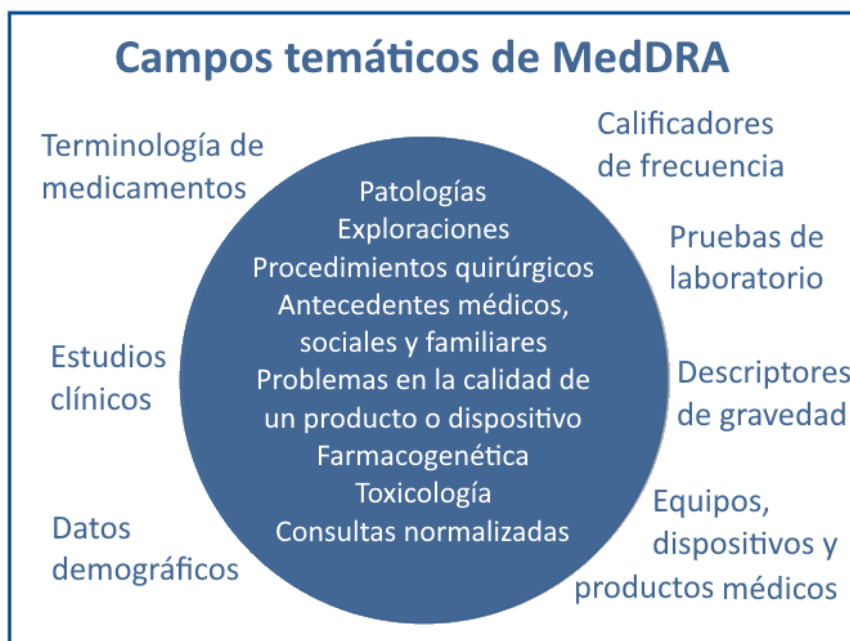 Campos temáticos de MedDRA
Terminología de
medicamentos
Estudios
clínicos
Datos
demográficos
Patologías
Exploraciones
Procedimientos quirúrgicos
Antecedentes médicos,
sociales y familiares
Problemas en la calidad de
un producto o dispositivo
Farmacogenética
Toxicología
Consultas normalizadas
Calificadores
de frecuencia
Pruebas de
laboratorio
Descriptores
de gravedad
Equipos,
dispositivos y
productos médicos